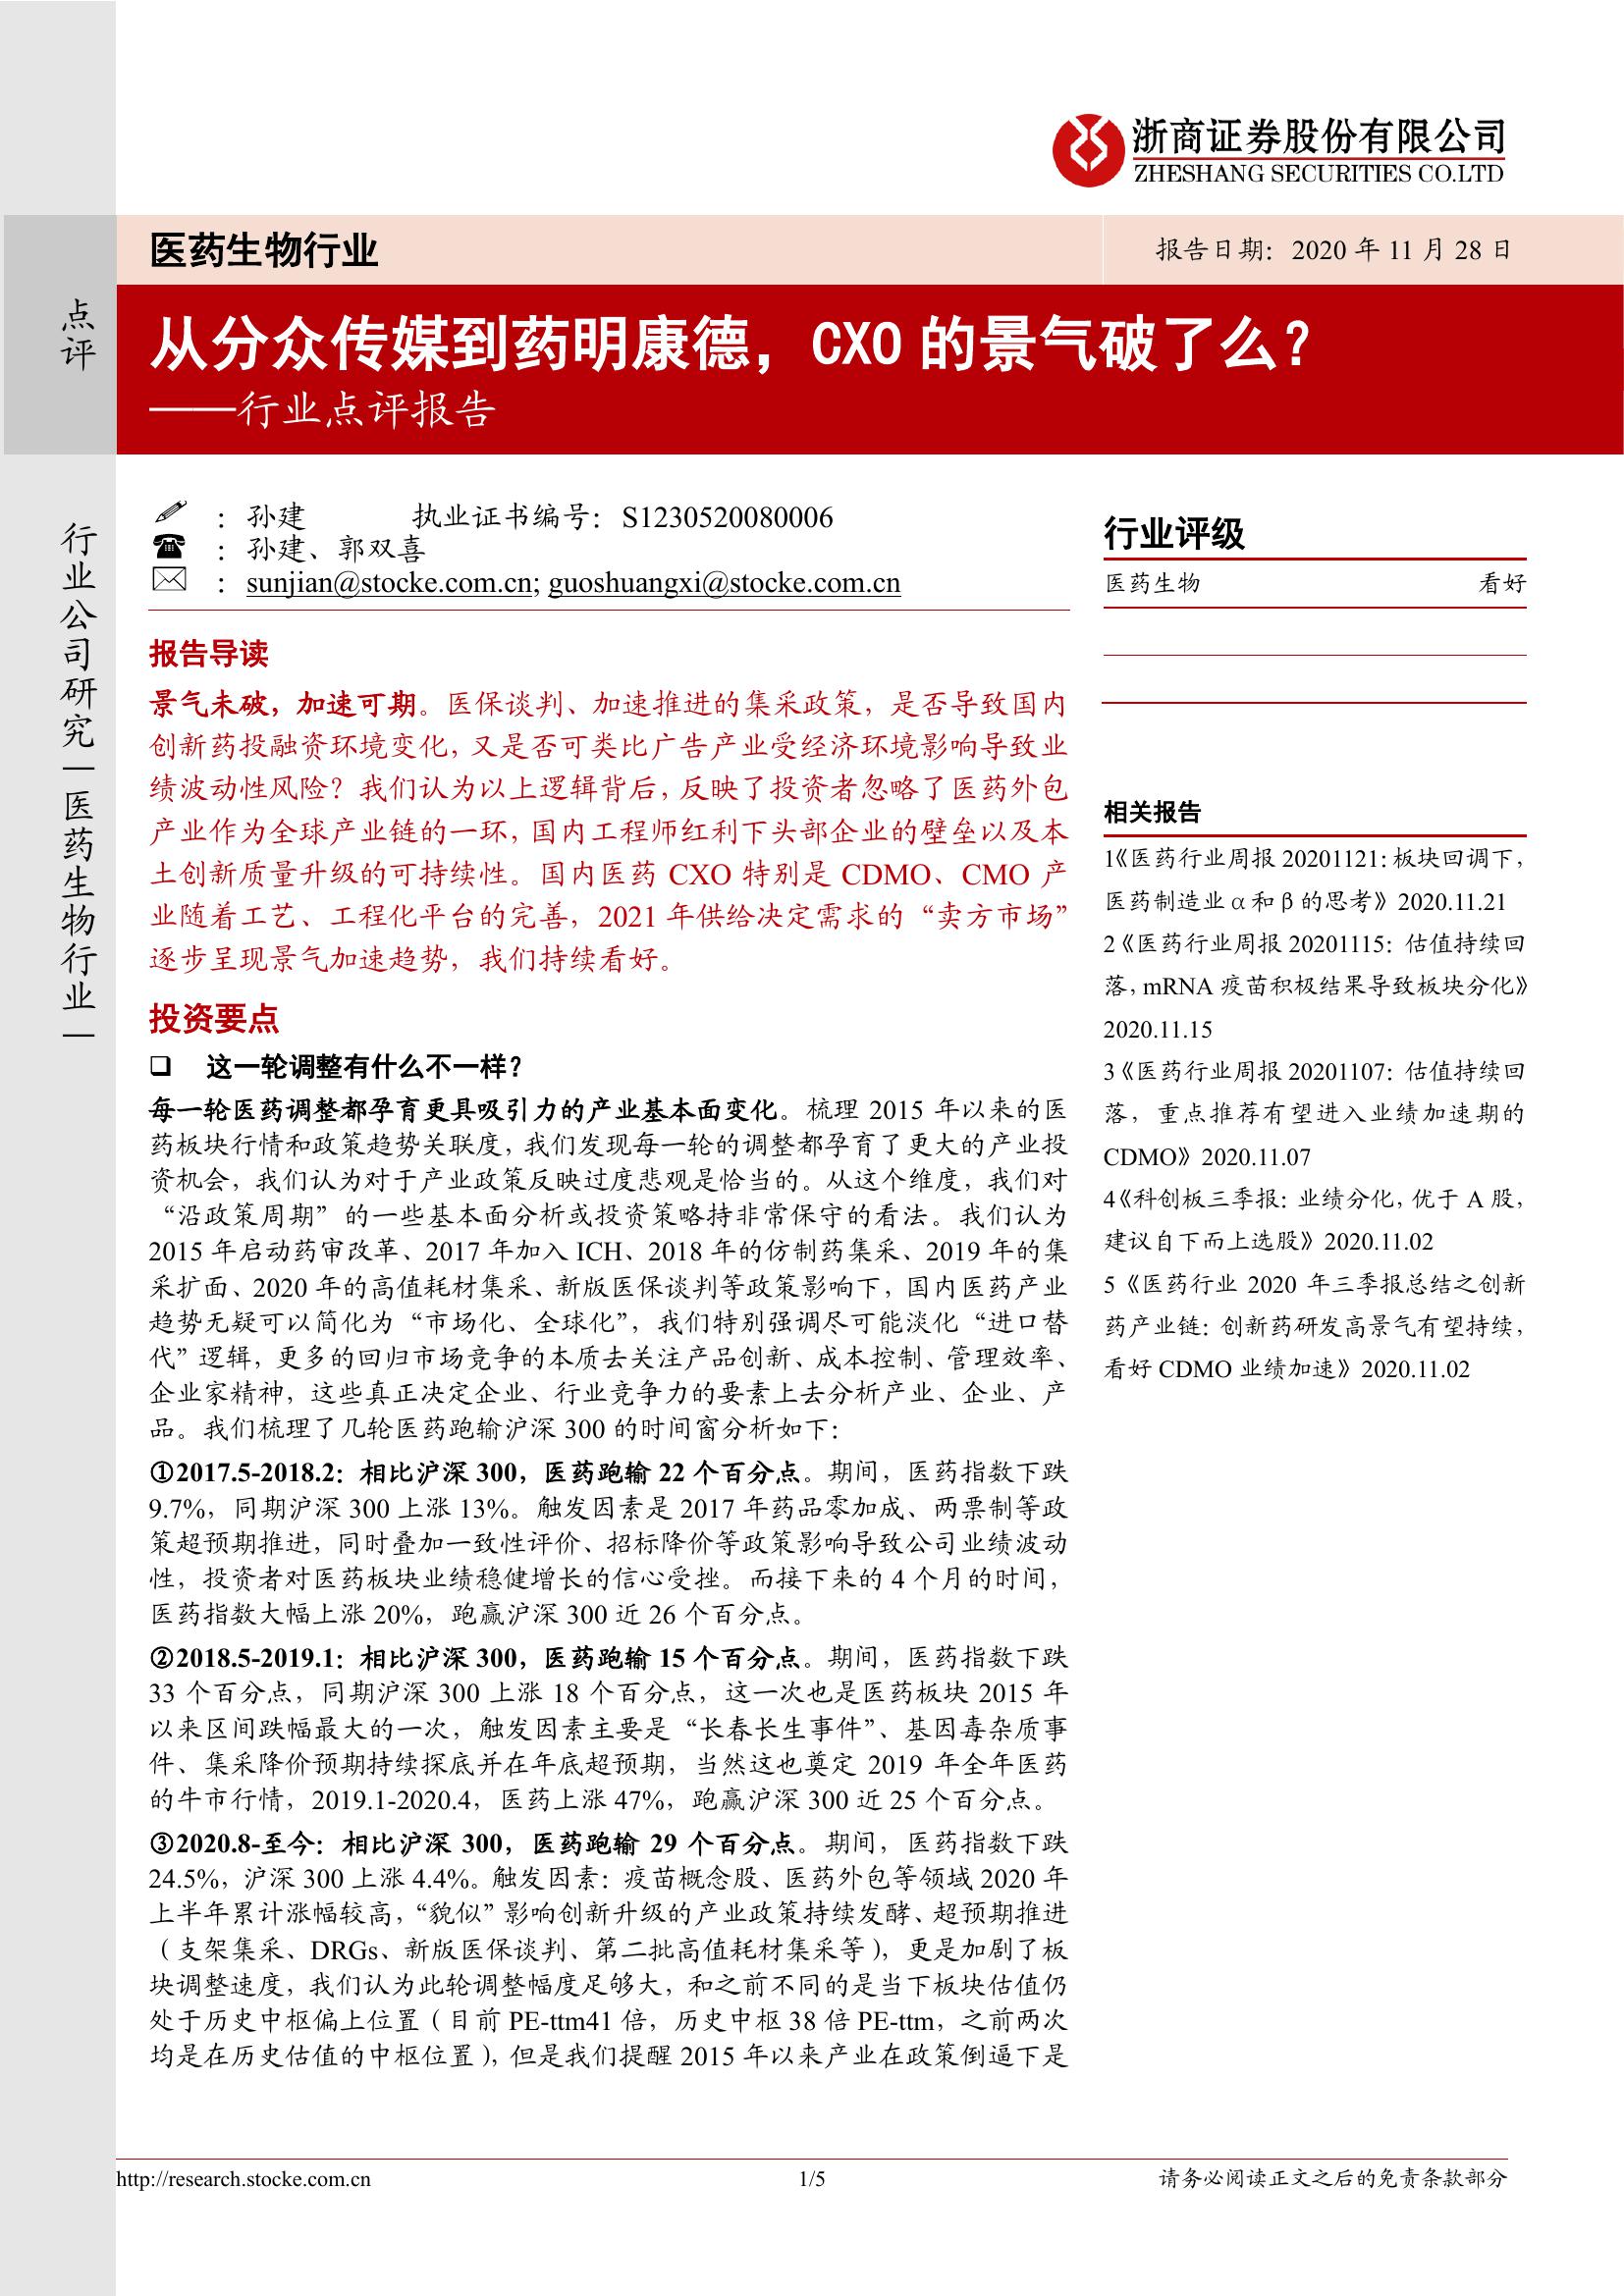 浙商证券股份有限公司
ZHESHANG SECURITIES CO.LTD
医药生物行业
报告日期：2020 年 11 月 28 日
点评
从分众传媒到药明康德，CXO 的景气破了么？
——行业点评报告
行业公司研究｜医药生物行业｜
：孙建 执业证书编号：S1230520080006
：孙建、郭双喜
：sunjian@stocke.com.cn; guoshuangxi@stocke.com.cn
报告导读
景气未破，加速可期。医保谈判、加速推进的集采政策，是否导致国内
创新药投融资环境变化，又是否可类比广告产业受经济环境影响导致业
绩波动性风险？我们认为以上逻辑背后，反映了投资者忽略了医药外包
产业作为全球产业链的一环，国内工程师红利下头部企业的壁垒以及本
土创新质量升级的可持续性。国内医药 CXO 特别是 CDMO、CMO 产
业随着工艺、工程化平台的完善，2021 年供给决定需求的“卖方市场”
逐步呈现景气加速趋势，我们持续看好。
投资要点
❑ 这一轮调整有什么不一样？
每一轮医药调整都孕育更具吸引力的产业基本面变化。梳理 2015 年以来的医
药板块行情和政策趋势关联度，我们发现每一轮的调整都孕育了更大的产业投
资机会，我们认为对于产业政策反映过度悲观是恰当的。从这个维度，我们对
“沿政策周期”的一些基本面分析或投资策略持非常保守的看法。我们认为
2015 年启动药审改革、2017 年加入 ICH、2018 年的仿制药集采、2019 年的集
采扩面、2020 年的高值耗材集采、新版医保谈判等政策影响下，国内医药产业
趋势无疑可以简化为“市场化、全球化”，我们特别强调尽可能淡化“进口替
代”逻辑，更多的回归市场竞争的本质去关注产品创新、成本控制、管理效率、
企业家精神，这些真正决定企业、行业竞争力的要素上去分析产业、企业、产
品。我们梳理了几轮医药跑输沪深 300 的时间窗分析如下：
①2017.5-2018.2：相比沪深 300，医药跑输 22 个百分点。期间，医药指数下跌
9.7%，同期沪深 300 上涨 13%。触发因素是 2017 年药品零加成、两票制等政
策超预期推进，同时叠加一致性评价、招标降价等政策影响导致公司业绩波动
性，投资者对医药板块业绩稳健增长的信心受挫。而接下来的 4 个月的时间，
医药指数大幅上涨 20%，跑赢沪深 300 近 26 个百分点。
②2018.5-2019.1：相比沪深 300，医药跑输 15 个百分点。期间，医药指数下跌
33 个百分点，同期沪深 300 上涨 18 个百分点，这一次也是医药板块 2015 年
以来区间跌幅最大的一次，触发因素主要是“长春长生事件”、基因毒杂质事
件、集采降价预期持续探底并在年底超预期，当然这也奠定 2019 年全年医药
的牛市行情，2019.1-2020.4，医药上涨 47%，跑赢沪深 300 近 25 个百分点。
③2020.8-至今：相比沪深 300，医药跑输 29 个百分点。期间，医药指数下跌
24.5%，沪深 300 上涨 4.4%。触发因素：疫苗概念股、医药外包等领域 2020 年
上半年累计涨幅较高，“貌似”影响创新升级的产业政策持续发酵、超预期推进
（支架集采、DRGs、新版医保谈判、第二批高值耗材集采等），更是加剧了板
块调整速度，我们认为此轮调整幅度足够大，和之前不同的是当下板块估值仍
处于历史中枢偏上位置（目前 PE-ttm41 倍，历史中枢 38 倍 PE-ttm，之前两次
均是在历史估值的中枢位置），但是我们提醒 2015 年以来产业在政策倒逼下是
行业评级
医药生物 看好
相关报告
1《医药行业周报 20201121：板块回调下，
医药制造业α和β的思考》2020.11.21
2《医药行业周报 20201115：估值持续回
落，mRNA 疫苗积极结果导致板块分化》
2020.11.15
3《医药行业周报 20201107：估值持续回
落，重点推荐有望进入业绩加速期的
CDMO》2020.11.07
4《科创板三季报：业绩分化，优于 A 股，
建议自下而上选股》2020.11.02
5《医药行业 2020 年三季报总结之创新
药产业链：创新药研发高景气有望持续，
看好 CDMO 业绩加速》2020.11.02
http://research.stocke.com.cn 1/5 请务必阅读正文之后的免责条款部分